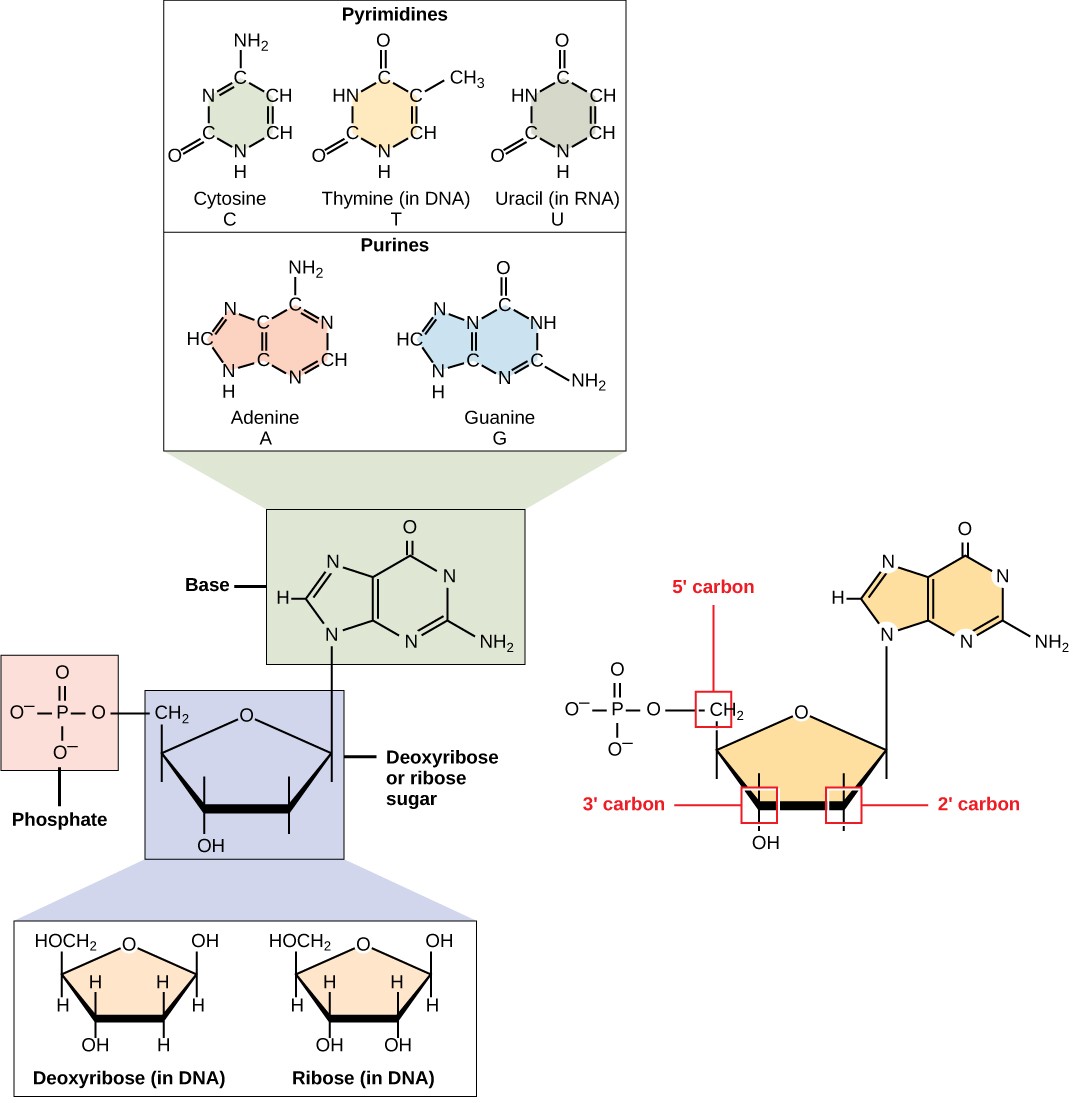 Pyrimidines
NH₂
N
C
CH
CH
C
O
N
H
Cytosine
C
O
HN
C
C
CH₃
CH
C
O
N
H
Thymine (in DNA)
T
O
HN
C
CH
CH
C
O
N
H
Uracil (in RNA)
U
Purines
NH₂
N
C
C
N
HC
C
CH
N
N
H
Adenine
A
O
N
N
C
NH
HC
C
C
N
N
H
NH₂
Guanine
G
Base
O
N
N
H
N
N
NH₂
O
O⁻
P
O
O⁻
Phosphate
CH₂
O
OH
Deoxyribose
or ribose
sugar
5' carbon
O
N
N
H
N
N
NH₂
O
O⁻
P
O
O⁻
CH₂
O
3' carbon
2' carbon
OH
HOCH₂
O
OH
H
H
H
H
OH
H
Deoxyribose (in DNA)
HOCH₂
O
OH
H
H
H
H
OH
OH
Ribose (in DNA)